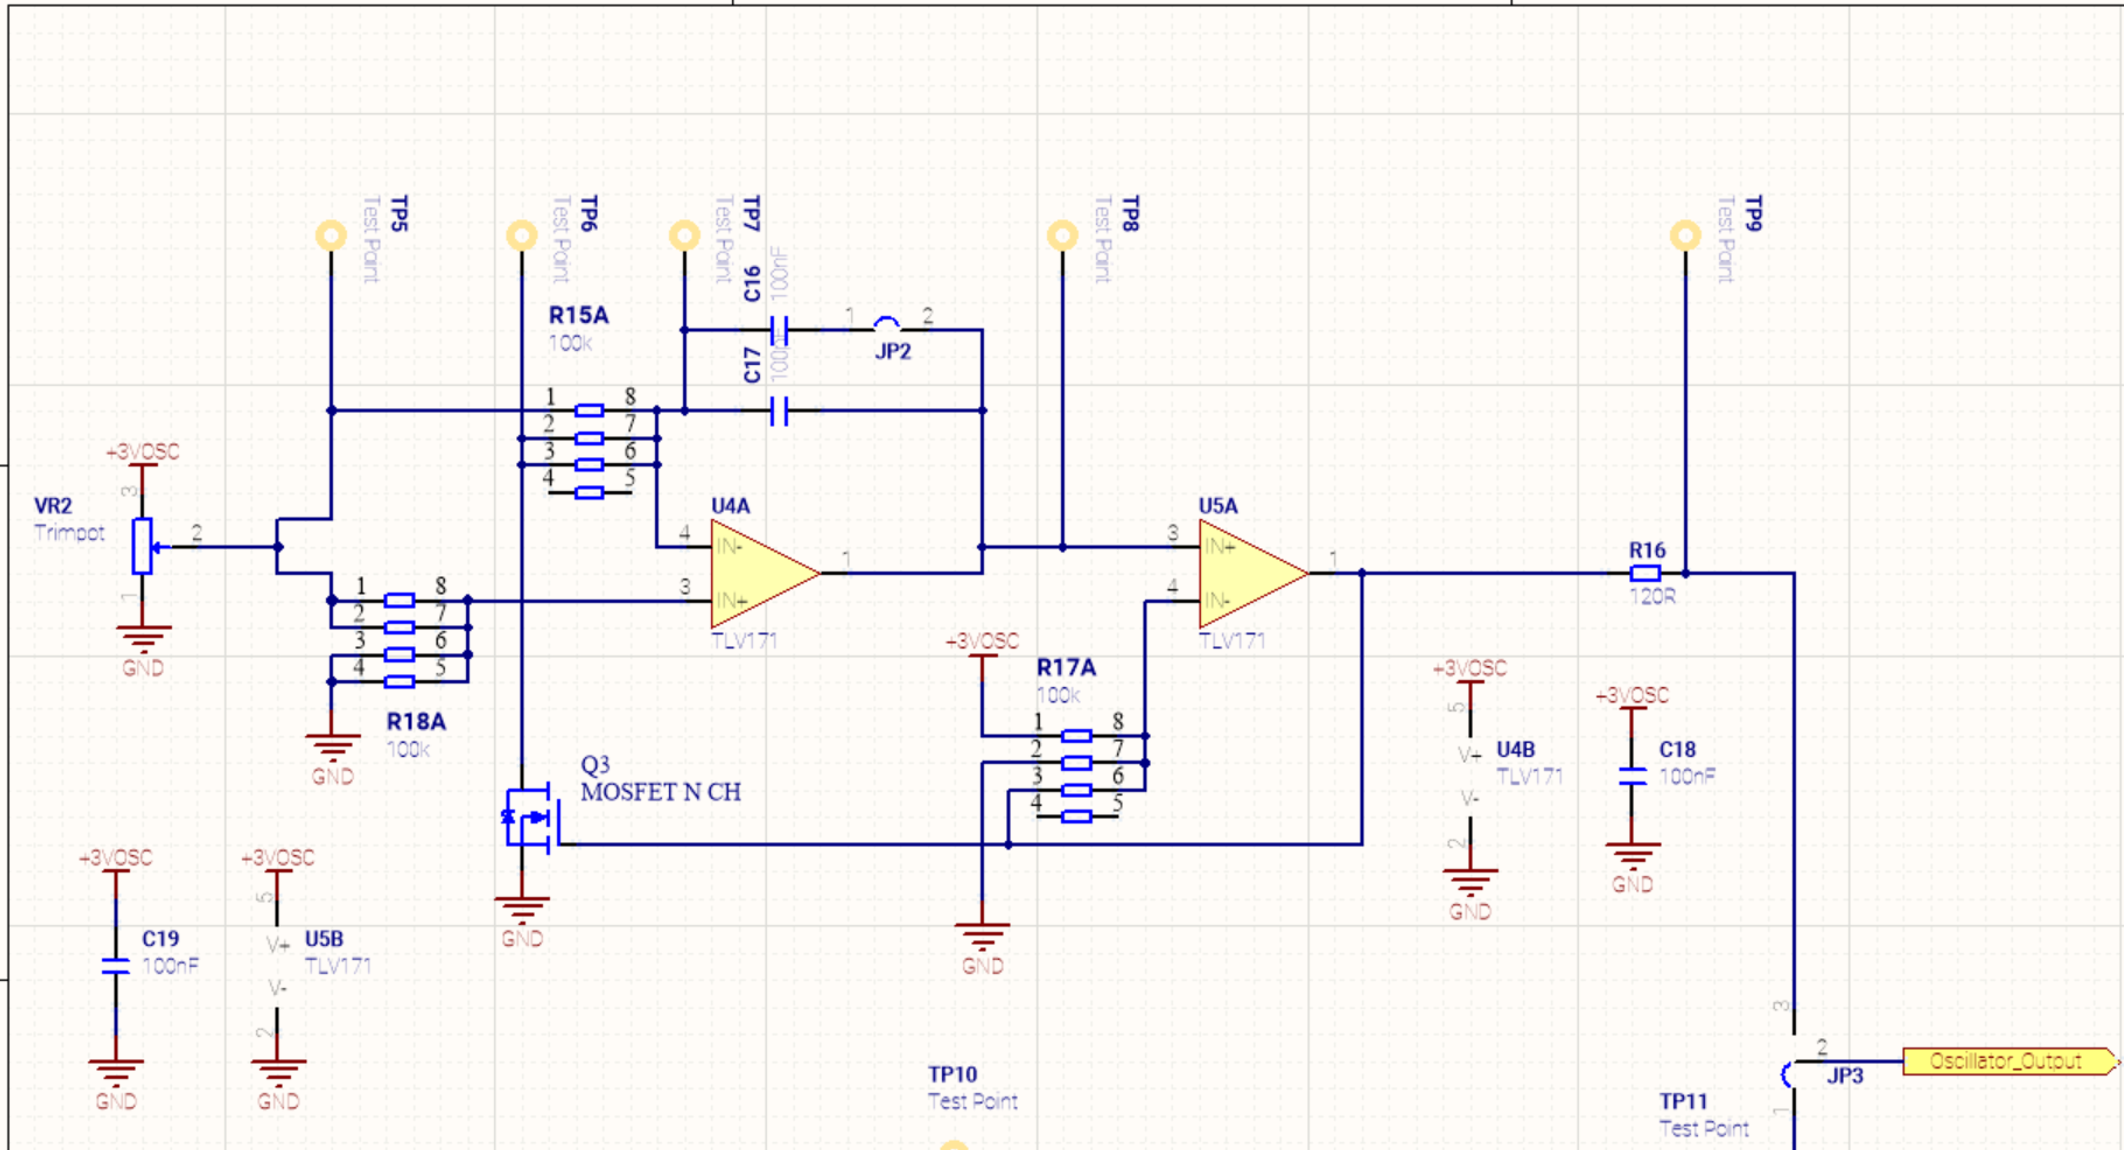 TP5
Test Point
TP6
Test Point
TP7
Test Point
TP8
Test Point
TP9
Test Point
C16
100nF
R15A
100k
1
2
JP2
C17
1
8
2
7
3
6
4
5
+3VOSC
3
VR2
Trimpot
2
1
GND
U4A
4
IN-
3
IN+
1
TLV171
U5A
3
IN+
4
IN-
1
TLV171
R16
120R
1
8
2
7
3
6
4
5
R18A
100k
GND
+3VOSC
R17A
100k
1
8
2
7
3
6
4
5
GND
Q3
MOSFET N CH
GND
+3VOSC
5
V+
U4B
TLV171
V-
2
GND
+3VOSC
C18
100nF
GND
+3VOSC
C19
100nF
GND
+3VOSC
5
V+
U5B
TLV171
V-
2
GND
TP10
Test Point
3
2
JP3
1
Oscillator_Output
TP11
Test Point